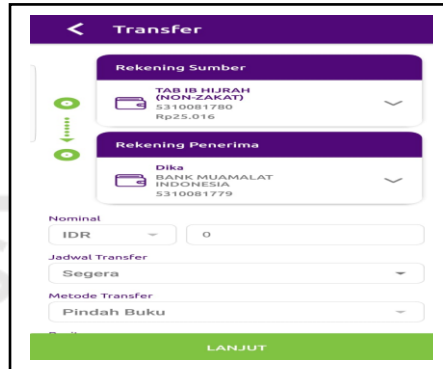 Transfer
Rekening Sumber
TAB IB HIJRAH
(NON-ZAKAT)
5310081780
Rp25.016
Rekening Penerima
Dika
BANK MUAMALAT
INDONESIA
5310081779
Nominal
IDR 0
Jadwal Transfer
Segera
Metode Transfer
Pindah Buku
LANJUT